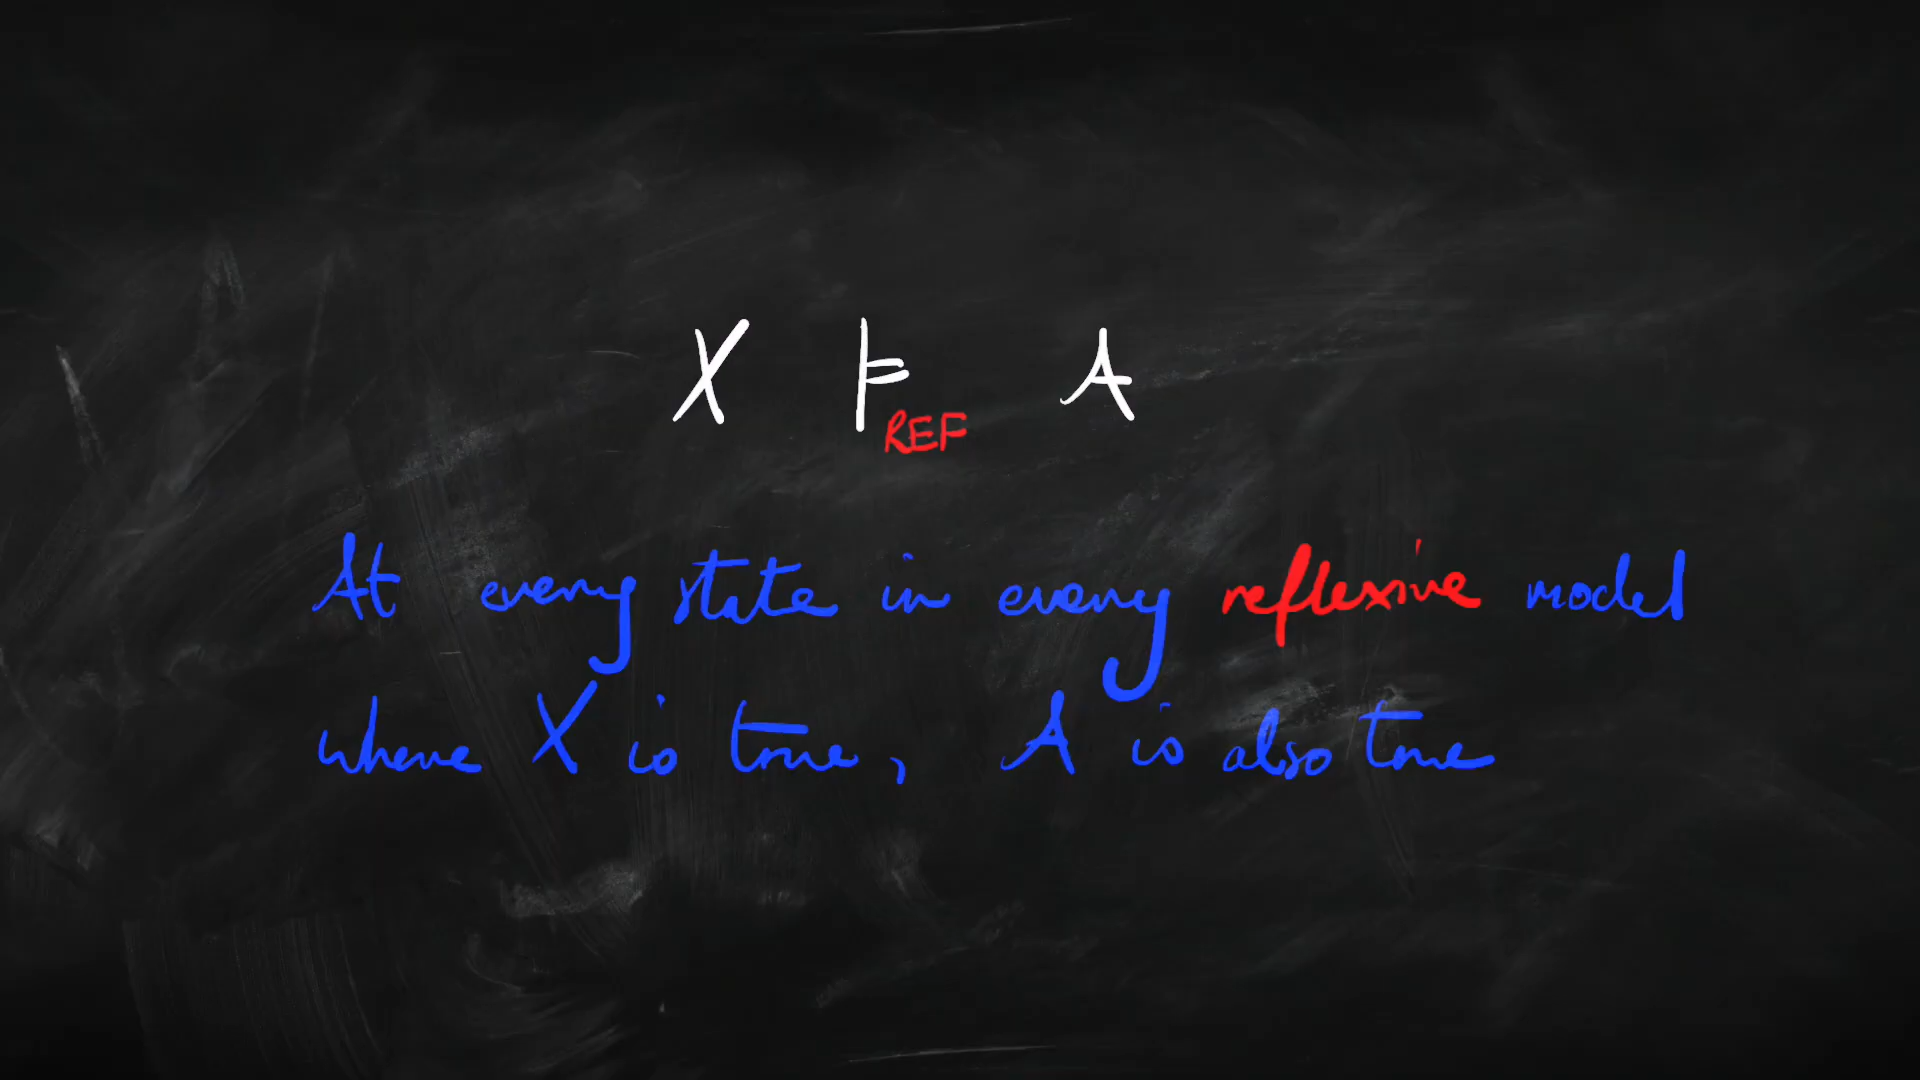 X ⊨REF A
At every state in every reflexive model
where X is true, A is also true